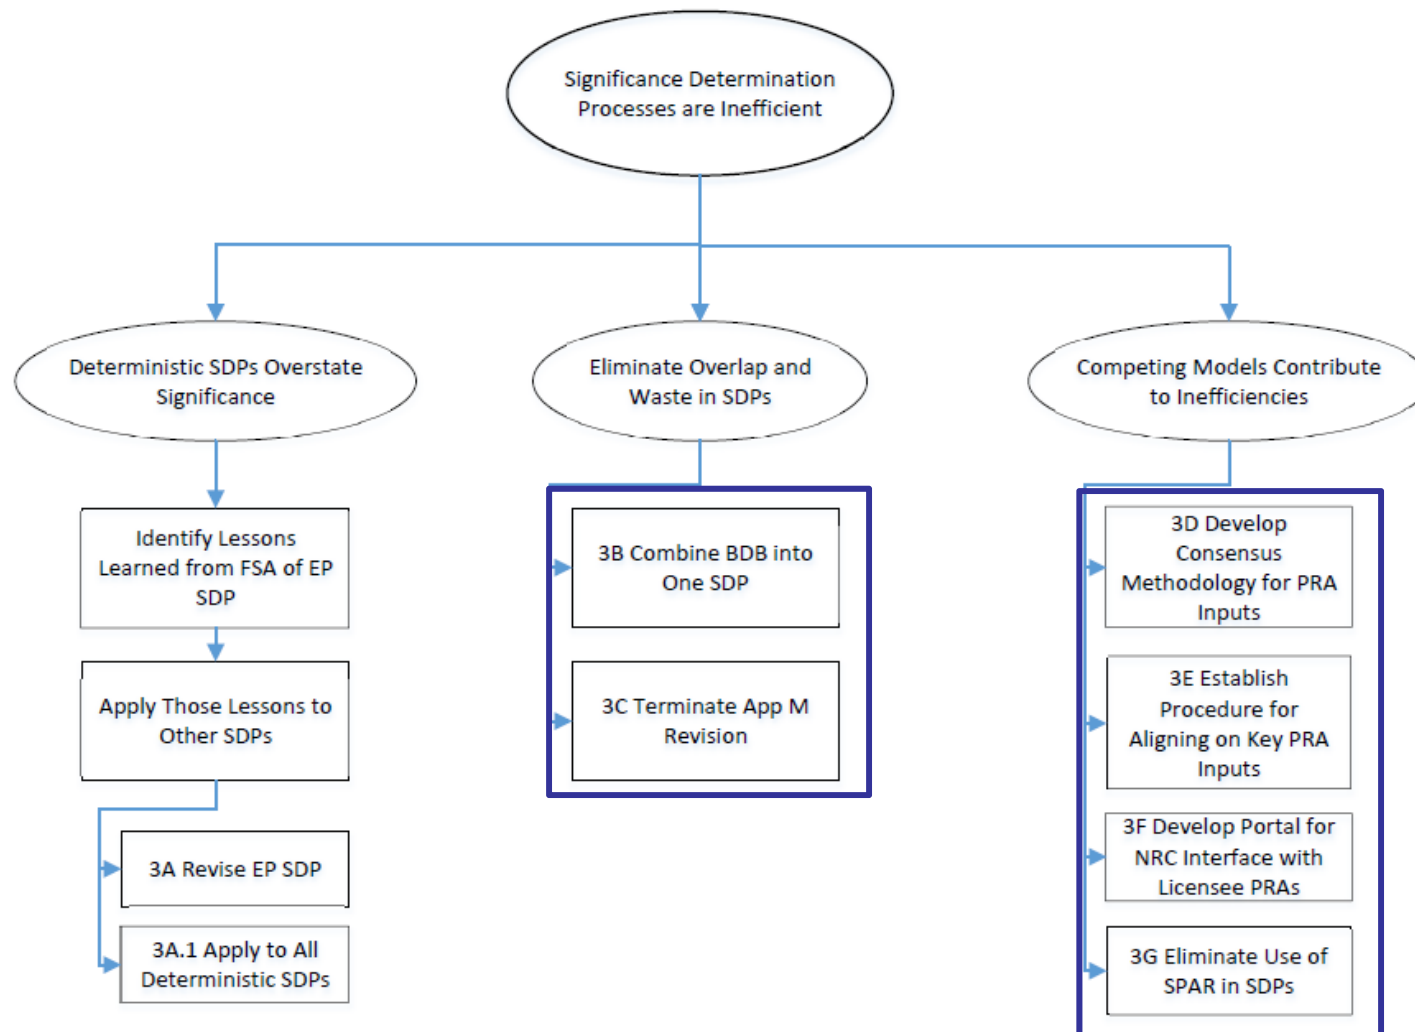 Significance Determination
Processes are Inefficient
Deterministic SDPs Overstate
Significance
Eliminate Overlap and
Waste in SDPs
Competing Models Contribute
to Inefficiencies
Identify Lessons
Learned from FSA of EP
SDP
Apply Those Lessons to
Other SDPs
3A Revise EP SDP
3A.1 Apply to All
Deterministic SDPs
3B Combine BDB into
One SDP
3C Terminate App M
Revision
3D Develop
Consensus
Methodology for PRA
Inputs
3E Establish
Procedure for
Aligning on Key PRA
Inputs
3F Develop Portal for
NRC Interface with
Licensee PRAs
3G Eliminate Use of
SPAR in SDPs